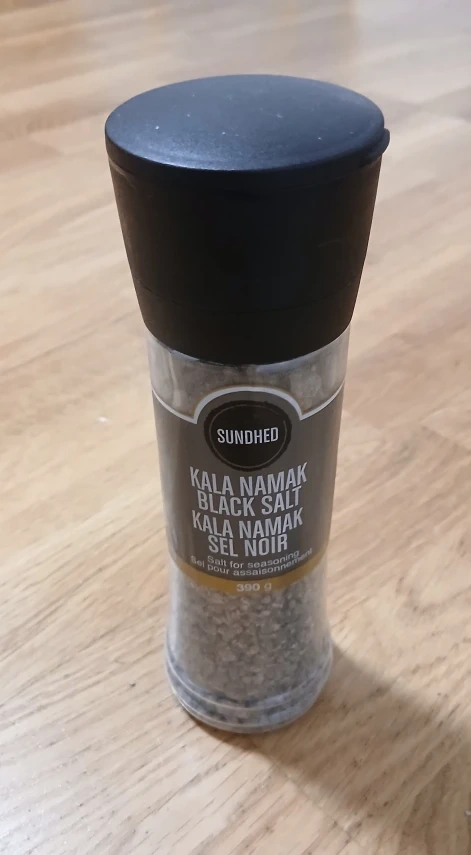 SUNDHED
KALA NAMAK
BLACK SALT
KALA NAMAK
SEL NOIR
Salt for seasoning
Sel pour assaisonnement
390 g